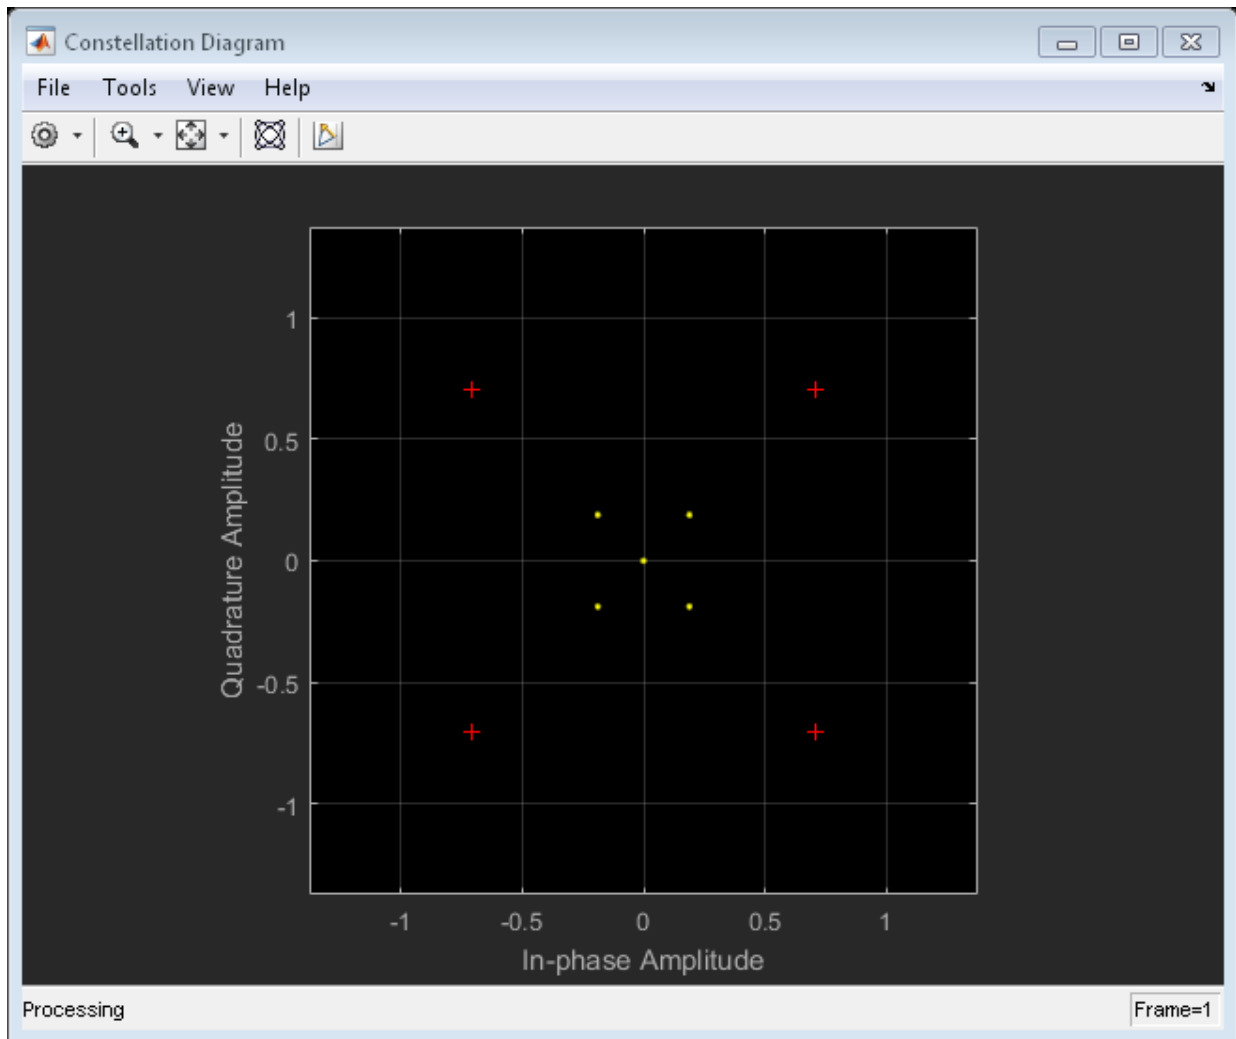 Constellation Diagram
File Tools View Help
1
0.5
0
-0.5
-1
Quadrature Amplitude
-1 -0.5 0 0.5 1
In-phase Amplitude
Processing
Frame=1